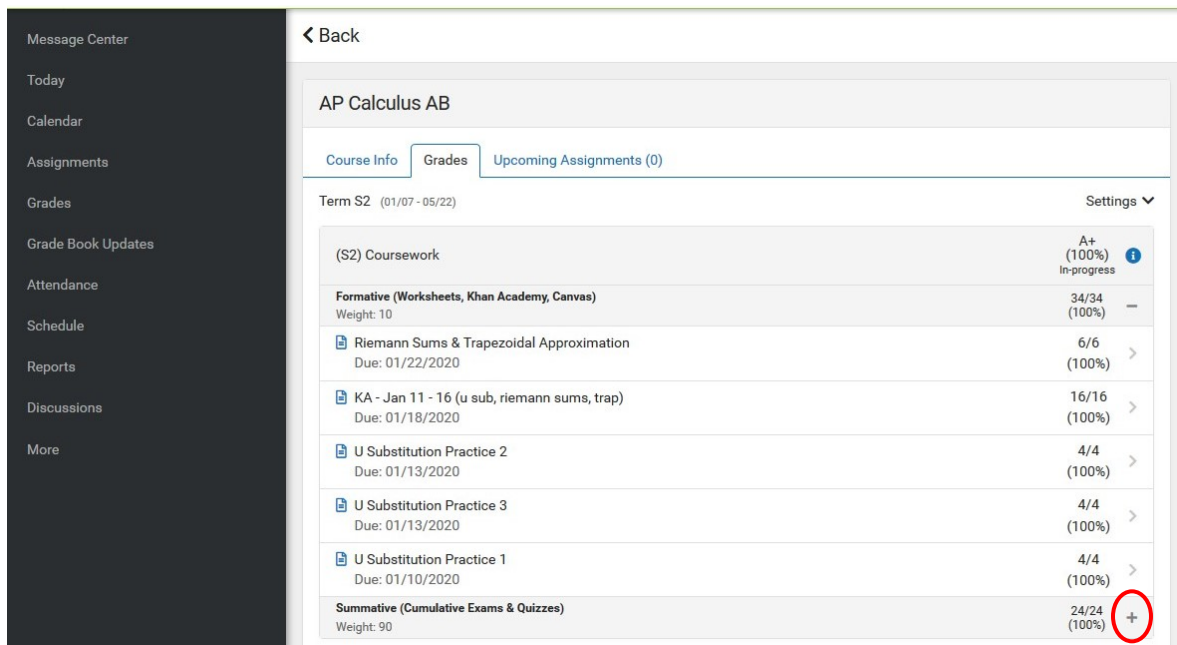 Message Center
Today
Calendar
Assignments
Grades
Grade Book Updates
Attendance
Schedule
Reports
Discussions
More
Back
AP Calculus AB
Course Info Grades Upcoming Assignments (0)
Term S2 (01/07 - 05/22) Settings
(S2) Coursework
A+
(100%)
In-progress
Formative (Worksheets, Khan Academy, Canvas)
Weight: 10
34/34
(100%)
Riemann Sums & Trapezoidal Approximation
Due: 01/22/2020
6/6
(100%)
KA - Jan 11 - 16 (u sub, riemann sums, trap)
Due: 01/18/2020
16/16
(100%)
U Substitution Practice 2
Due: 01/13/2020
4/4
(100%)
U Substitution Practice 3
Due: 01/13/2020
4/4
(100%)
U Substitution Practice 1
Due: 01/10/2020
4/4
(100%)
Summative (Cumulative Exams & Quizzes)
Weight: 90
24/24
(100%)